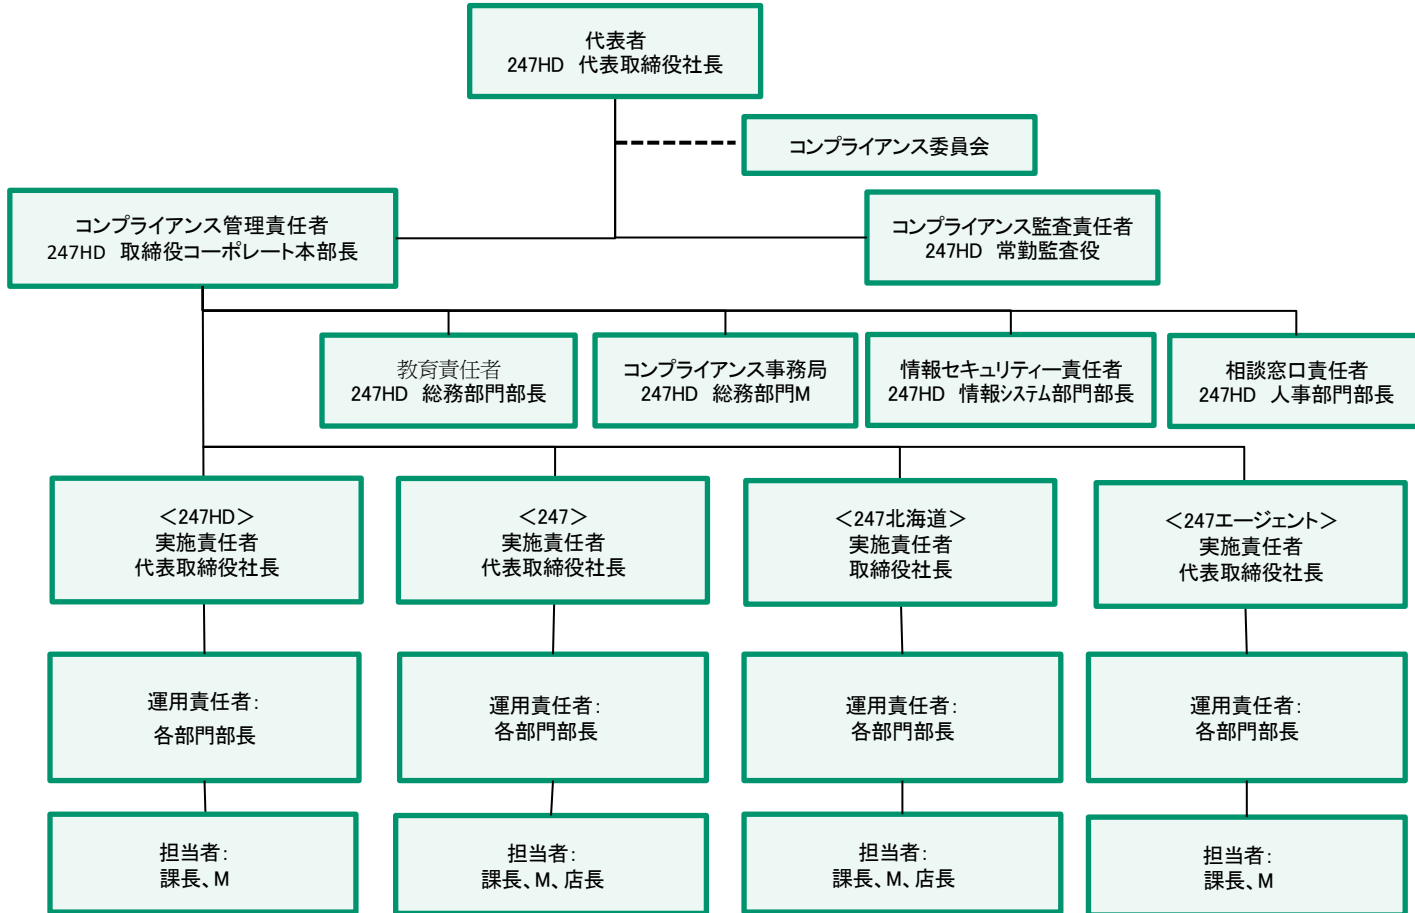 代表者
247HD 代表取締役社長
コンプライアンス委員会
コンプライアンス管理責任者
247HD 取締役コーポレート本部長
コンプライアンス監査責任者
247HD 常勤監査役
教育責任者
247HD 総務部門部長
コンプライアンス事務局
247HD 総務部門M
情報セキュリティー責任者
247HD 情報システム部門部長
相談窓口責任者
247HD 人事部門部長
＜247HD＞
実施責任者
代表取締役社長
＜247＞
実施責任者
代表取締役社長
＜247北海道＞
実施責任者
取締役社長
＜247エージェント＞
実施責任者
代表取締役社長
運用責任者：
各部門部長
運用責任者：
各部門部長
運用責任者：
各部門部長
運用責任者：
各部門部長
担当者：
課長、M
担当者：
課長、M、店長
担当者：
課長、M、店長
担当者：
課長、M